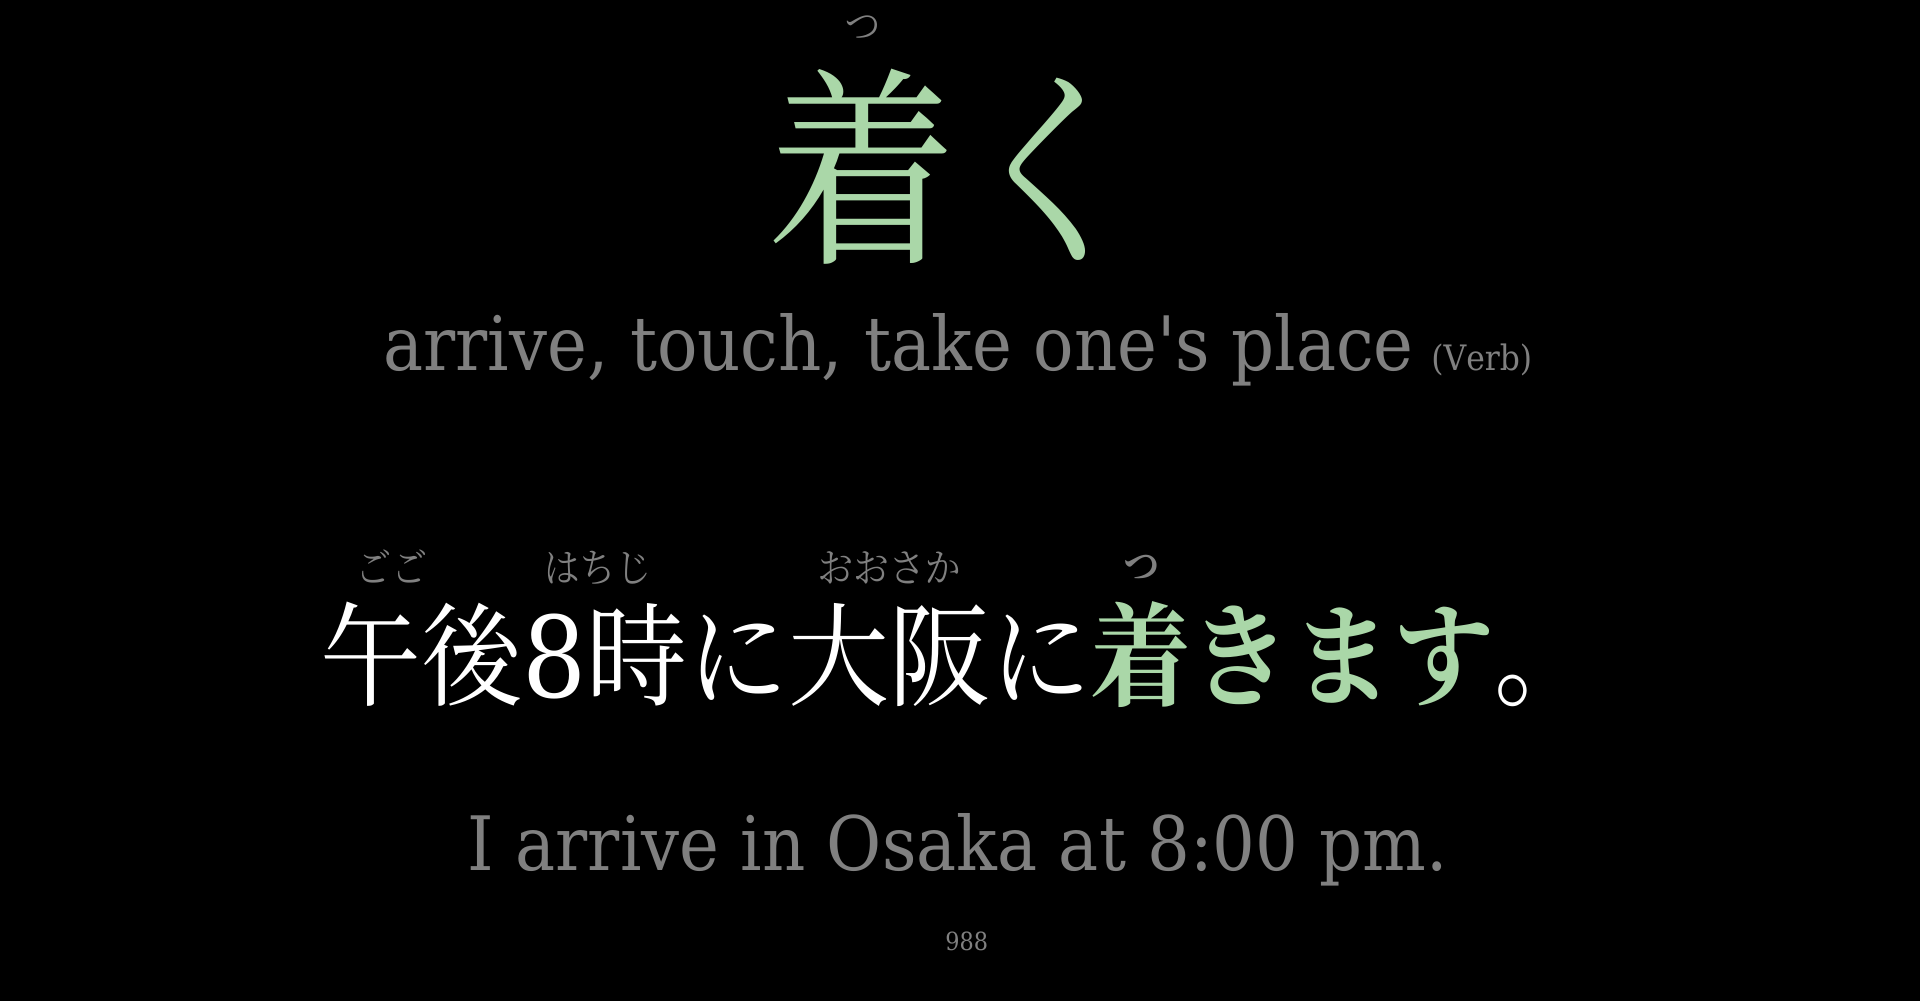 つ
着く
arrive, touch, take one's place (Verb)
ごご はちじ おおさか つ
午後8時に大阪に着きます。
I arrive in Osaka at 8:00 pm.
988